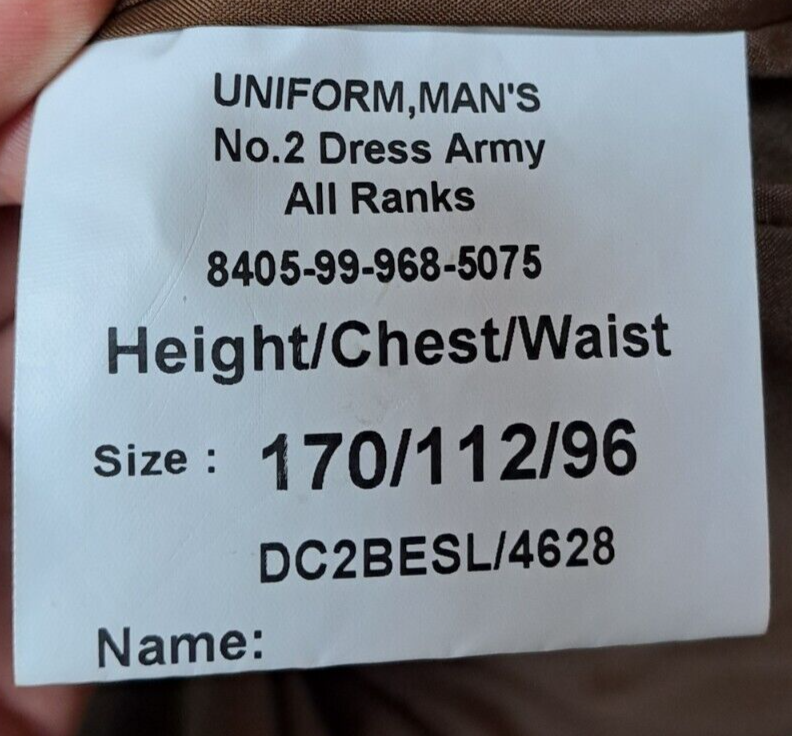 UNIFORM,MAN'S
No.2 Dress Army
All Ranks
8405-99-968-5075
Height/Chest/Waist
Size : 170/112/96
DC2BESL/4628
Name: